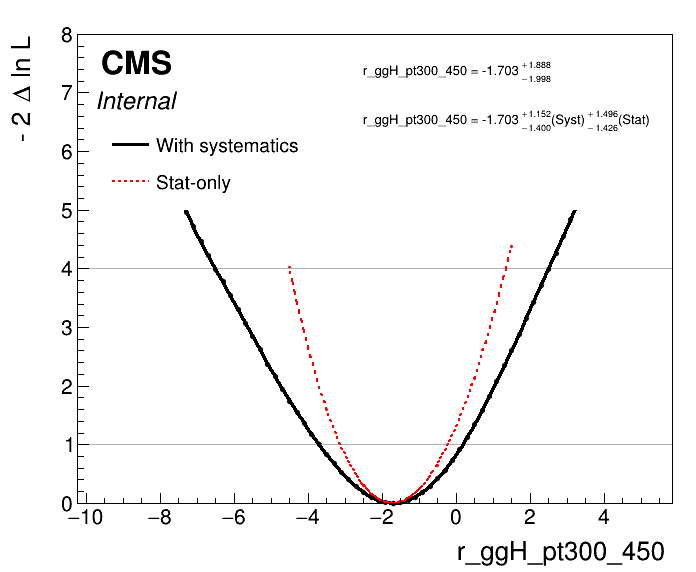 CMS
Internal
With systematics
Stat-only
r_ggH_pt300_450 = -1.703 +1.888 −1.998
r_ggH_pt300_450 = -1.703 +1.152 −1.400 (Syst) +1.496 −1.426 (Stat)
- 2 Δ ln L
8
7
6
5
4
3
2
1
0
−10 −8 −6 −4 −2 0 2 4
r_ggH_pt300_450